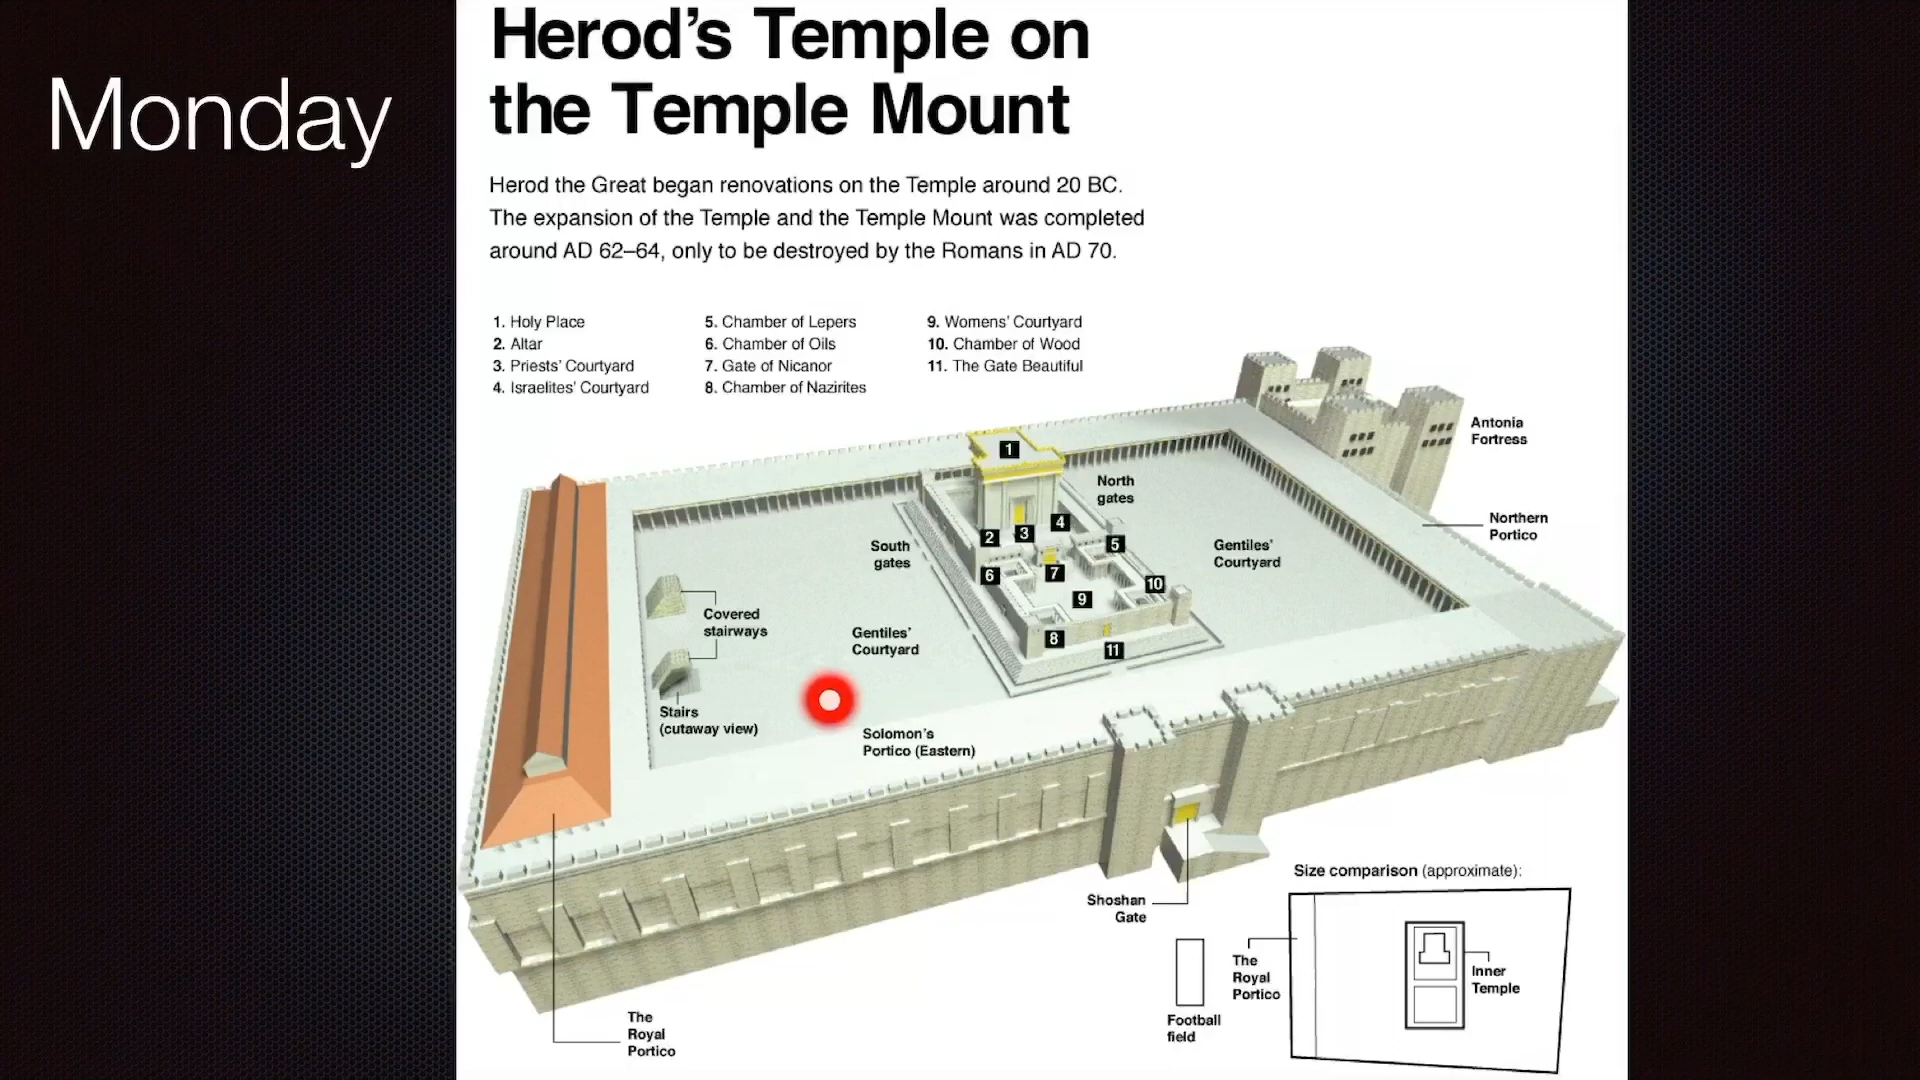 Monday
Herod’s Temple on
the Temple Mount
Herod the Great began renovations on the Temple around 20 BC.
The expansion of the Temple and the Temple Mount was completed
around AD 62–64, only to be destroyed by the Romans in AD 70.
1. Holy Place
2. Altar
3. Priests’ Courtyard
4. Israelites’ Courtyard
5. Chamber of Lepers
6. Chamber of Oils
7. Gate of Nicanor
8. Chamber of Nazirites
9. Womens’ Courtyard
10. Chamber of Wood
11. The Gate Beautiful
Antonia
Fortress
1
North
gates
Northern
Portico
4
3
2
5
South
gates
Gentiles’
Courtyard
6
7
10
9
Covered
stairways
Gentiles’
Courtyard
8
11
Stairs
(cutaway view)
Solomon’s
Portico (Eastern)
Shoshan
Gate
Size comparison (approximate):
The
Royal
Portico
Inner
Temple
Football
field
The
Royal
Portico